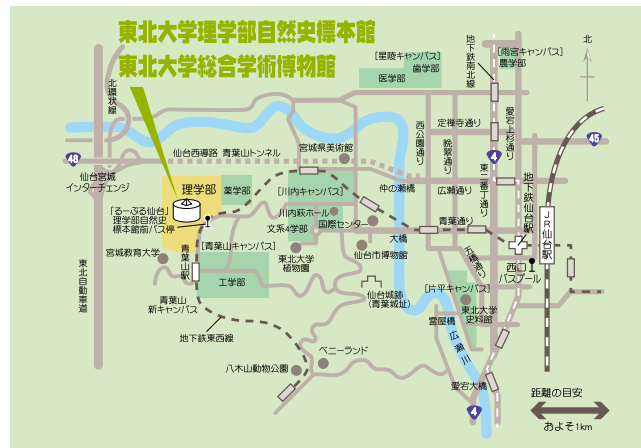 東北大学理学部自然史標本館
東北大学総合学術博物館
北
地下鉄南北線
[雨宮キャンパス]
農学部
[星陵キャンパス]
歯学部
医学部
北環状線
定禅寺通り
西公園通り
晩翠通り
愛宕上杉通り
45
仙台西道路 青葉山トンネル
宮城県美術館
48
仙台宮城
インターチェンジ
4
東二番丁通り
地下鉄仙台駅
理学部
薬学部
[川内キャンパス]
仲の瀬橋
広瀬通り
「るーぷる仙台」
理学部自然史
標本館前バス停
川内萩ホール
国際センター
文系4学部
青葉通り
JR仙台駅
大橋
[青葉山キャンパス]
宮城教育大学
東北大学
植物園
仙台市博物館
五橋通り
西口
バスプール
青葉山駅
工学部
東北自動車道
仙台城跡
(青葉城址)
[片平キャンパス]
青葉山
新キャンパス
東北大学
史料館
霊屋橋
地下鉄東西線
広瀬川
ベニーランド
八木山動物公園
愛宕大橋
4
距離の目安
およそ1km